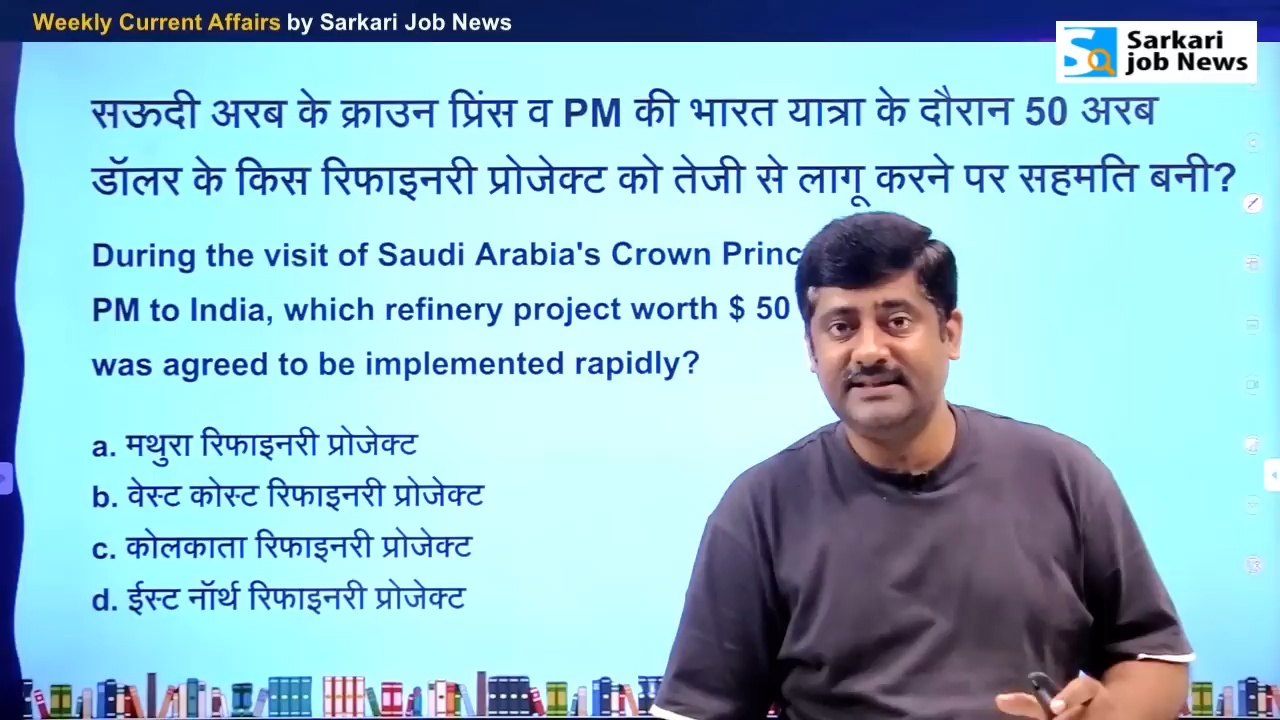 Weekly Current Affairs by Sarkari Job News
Sarkari
job News
सऊदी अरब के क्राउन प्रिंस व PM की भारत यात्रा के दौरान 50 अरब
डॉलर के किस रिफाइनरी प्रोजेक्ट को तेजी से लागू करने पर सहमति बनी?
During the visit of Saudi Arabia's Crown Princ
PM to India, which refinery project worth $ 50
was agreed to be implemented rapidly?
a. मथुरा रिफाइनरी प्रोजेक्ट
b. वेस्ट कोस्ट रिफाइनरी प्रोजेक्ट
c. कोलकाता रिफाइनरी प्रोजेक्ट
d. ईस्ट नॉर्थ रिफाइनरी प्रोजेक्ट